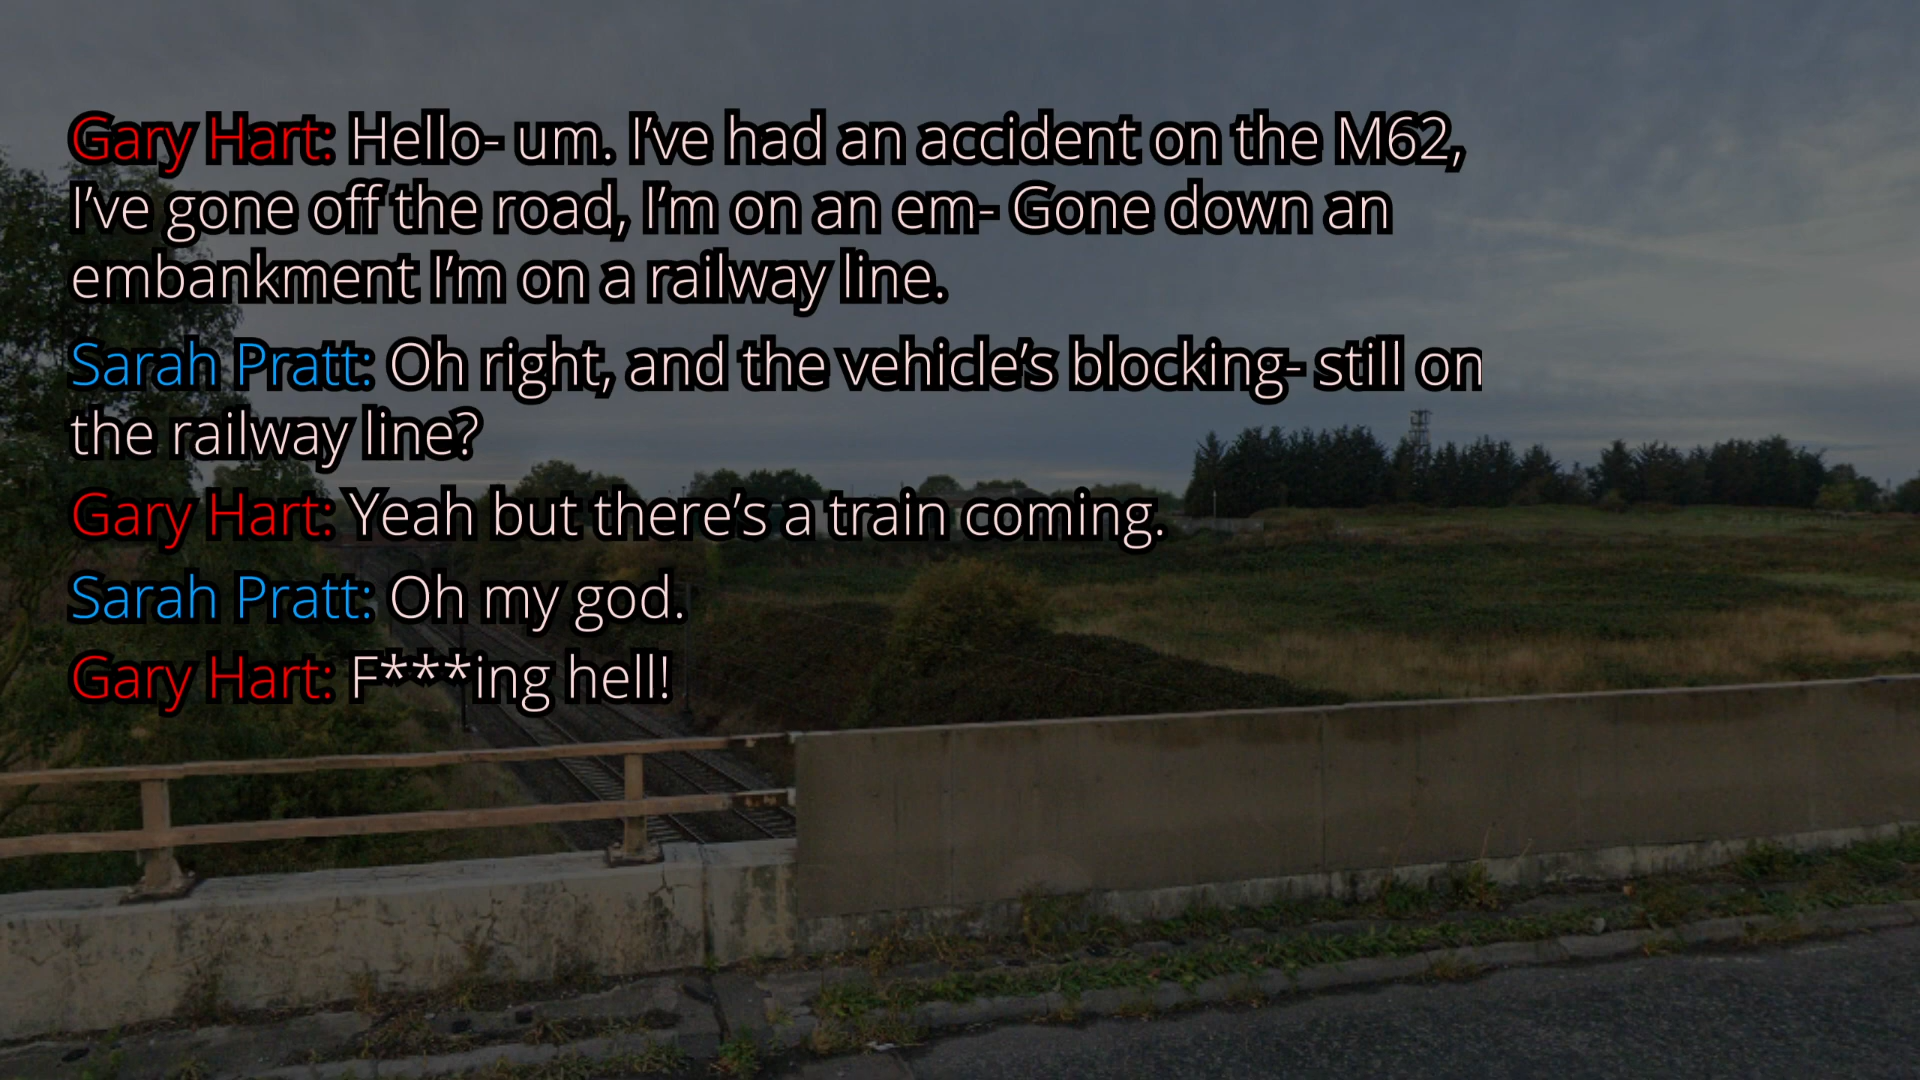 Gary Hart: Hello- um. I’ve had an accident on the M62,
I’ve gone off the road, I’m on an em- Gone down an
embankment I’m on a railway line.
Sarah Pratt: Oh right, and the vehicle’s blocking- still on
the railway line?
Gary Hart: Yeah but there’s a train coming.
Sarah Pratt: Oh my god.
Gary Hart: F***ing hell!